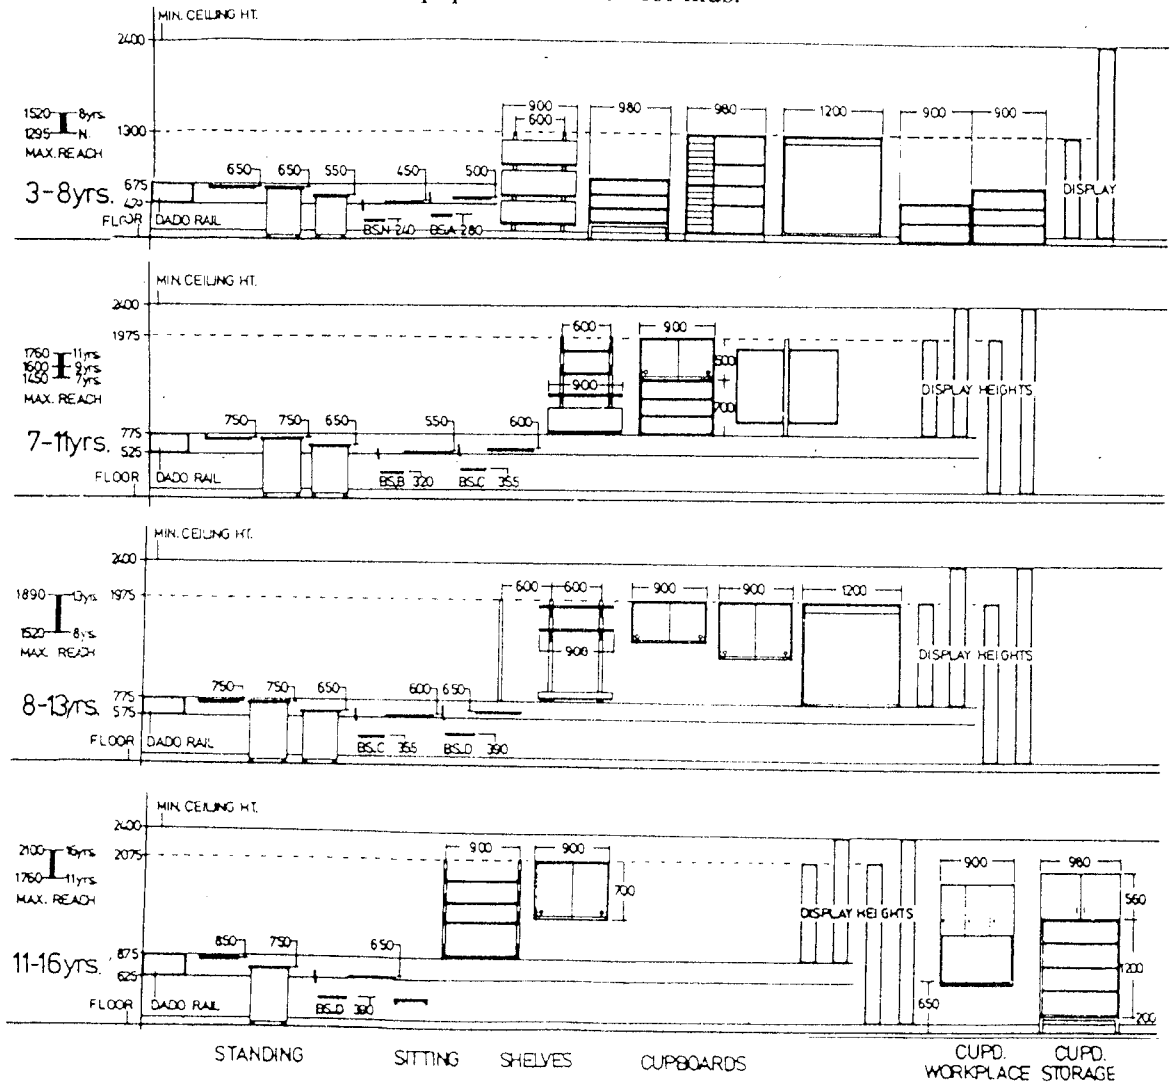 MIN. CEILING HT.
2400
900 980 980 1200 900 900
600
1520 8yrs.
1295 N.
1300
MAX. REACH
3-8yrs.
675
650 650 550 450 500
DISPLAY
FLOOR DADO RAIL
BS.N 240 BS.A 280
MIN. CEILING HT.
2400
1975
600 900
1760 11yrs.
1600 9yrs.
1450 7yrs.
MAX. REACH
500
900
700
DISPLAY HEIGHTS
750 750 650 550 600
7-11yrs.
775
525
FLOOR DADO RAIL
BS.B 320 BS.C 355
MIN. CEILING HT.
2400
1890 13yrs.
1975
600 600 900 900 1200
1520 8yrs.
MAX. REACH
900
DISPLAY HEIGHTS
750 750 650 600 650
8-13yrs.
775
575
FLOOR DADO RAIL
BS.C 355 BS.D 390
MIN. CEILING HT.
2400
2100 16yrs.
2075
900 900 900 980
1760 11yrs.
MAX. REACH
700
560
DISPLAY HEIGHTS
850 750 650
11-16yrs.
875
625
1200
650
FLOOR DADO RAIL
BS.D 380
200
STANDING SITTING SHELVES CUPBOARDS CUPD. WORKPLACE CUPD. STORAGE